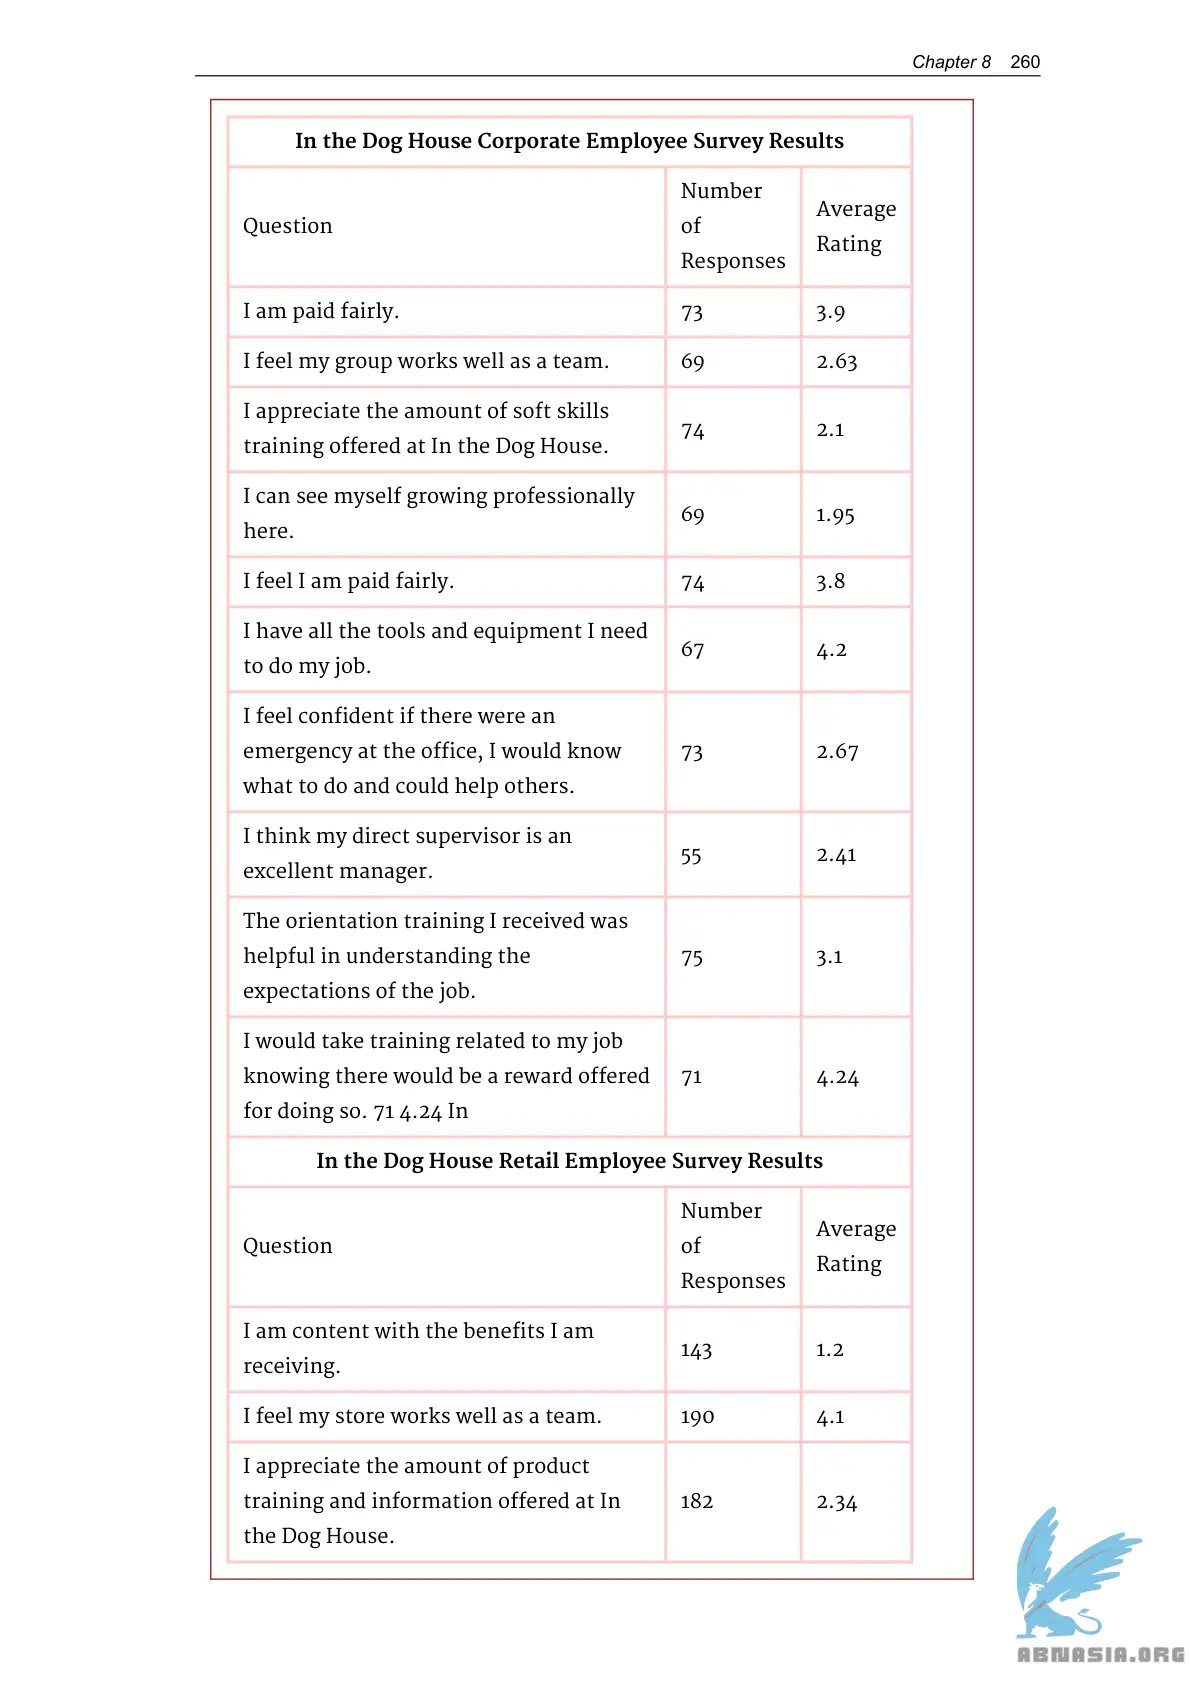 Chapter 8 260
In the Dog House Corporate Employee Survey Results
Question
Number
of
Responses
Average
Rating
I am paid fairly.
73
3.9
I feel my group works well as a team.
69
2.63
I appreciate the amount of soft skills
training offered at In the Dog House.
74
2.1
I can see myself growing professionally
here.
69
1.95
I feel I am paid fairly.
74
3.8
I have all the tools and equipment I need
to do my job.
67
4.2
I feel confident if there were an
emergency at the office, I would know
what to do and could help others.
73
2.67
I think my direct supervisor is an
excellent manager.
55
2.41
The orientation training I received was
helpful in understanding the
expectations of the job.
75
3.1
I would take training related to my job
knowing there would be a reward offered
for doing so. 71 4.24 In
71
4.24
In the Dog House Retail Employee Survey Results
Question
Number
of
Responses
Average
Rating
I am content with the benefits I am
receiving.
143
1.2
I feel my store works well as a team.
190
4.1
I appreciate the amount of product
training and information offered at In
the Dog House.
182
2.34
ABNASIA.ORG